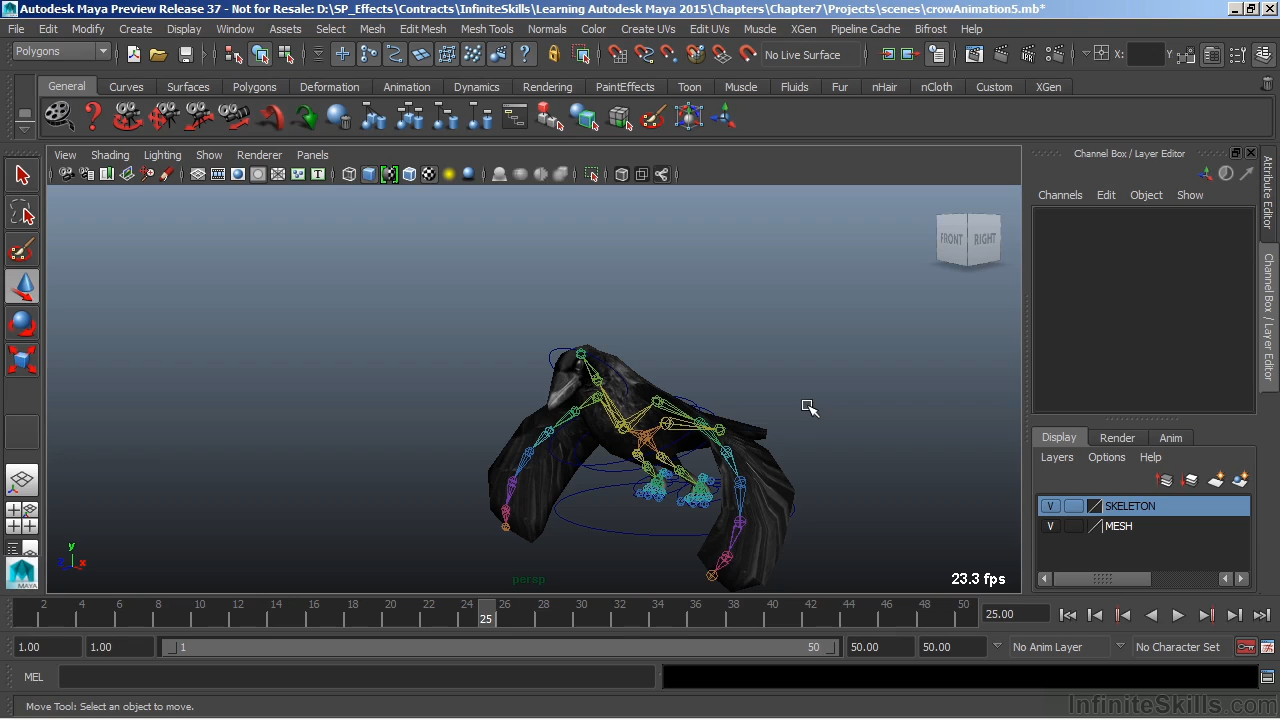 Autodesk Maya Preview Release 37 - Not for Resale: D:\SP_Effects\Contracts\InfiniteSkills\Learning Autodesk Maya 2015\Chapters\Chapter7\Projects\scenes\crowAnimation5.mb*
File Edit Modify Create Display Window Assets Select Mesh Edit Mesh Mesh Tools Normals Color Create UVs Edit UVs Muscle XGen Pipeline Cache Bifrost Help
Polygons No Live Surface X:
General Curves Surfaces Polygons Deformation Animation Dynamics Rendering PaintEffects Toon Muscle Fluids Fur nHair nCloth Custom XGen
View Shading Lighting Show Renderer Panels
Channel Box / Layer Editor
Channels Edit Object Show
Attribute Editor
Channel Box / Layer Editor
FRONT RIGHT
Display Render Anim
Layers Options Help
V SKELETON
V MESH
y
z x
persp
23.3 fps
MAYA
2 4 6 8 10 12 14 16 18 20 22 24 26 28 30 32 34 36 38 40 42 44 46 48 50
25
25.00
1.00 1.00 1 50 50.00 50.00 No Anim Layer No Character Set
MEL
Move Tool: Select an object to move.
InfiniteSkills.com